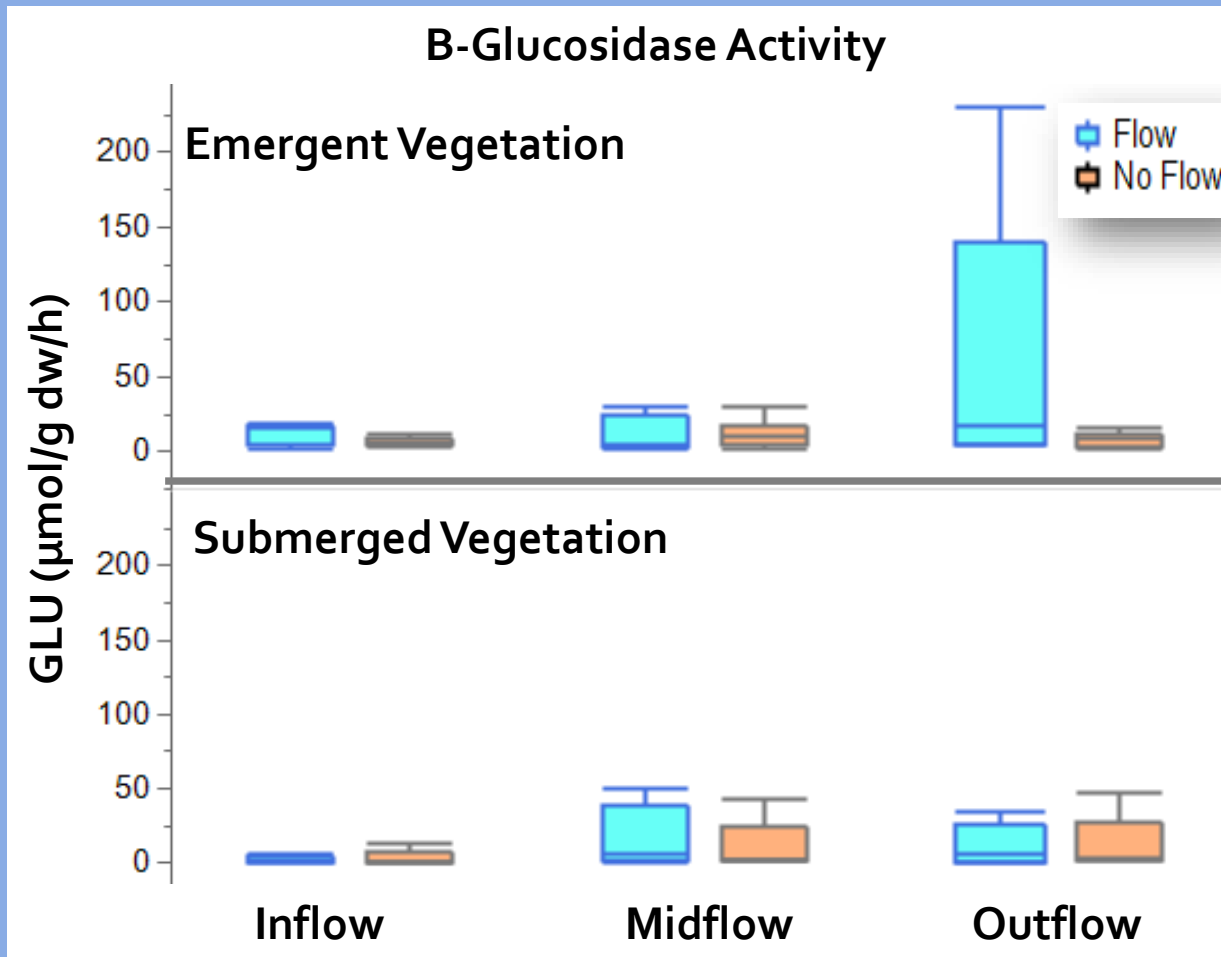 B-Glucosidase Activity
Emergent Vegetation
Flow
No Flow
200
150
100
50
0
GLU (µmol/g dw/h)
Submerged Vegetation
200
150
100
50
0
Inflow Midflow Outflow